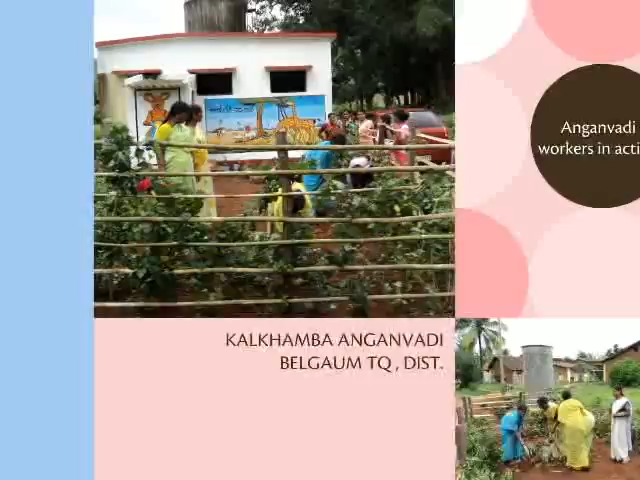 Anganvadi
workers in acti
KALKHAMBA ANGANVADI
BELGAUM TQ , DIST.